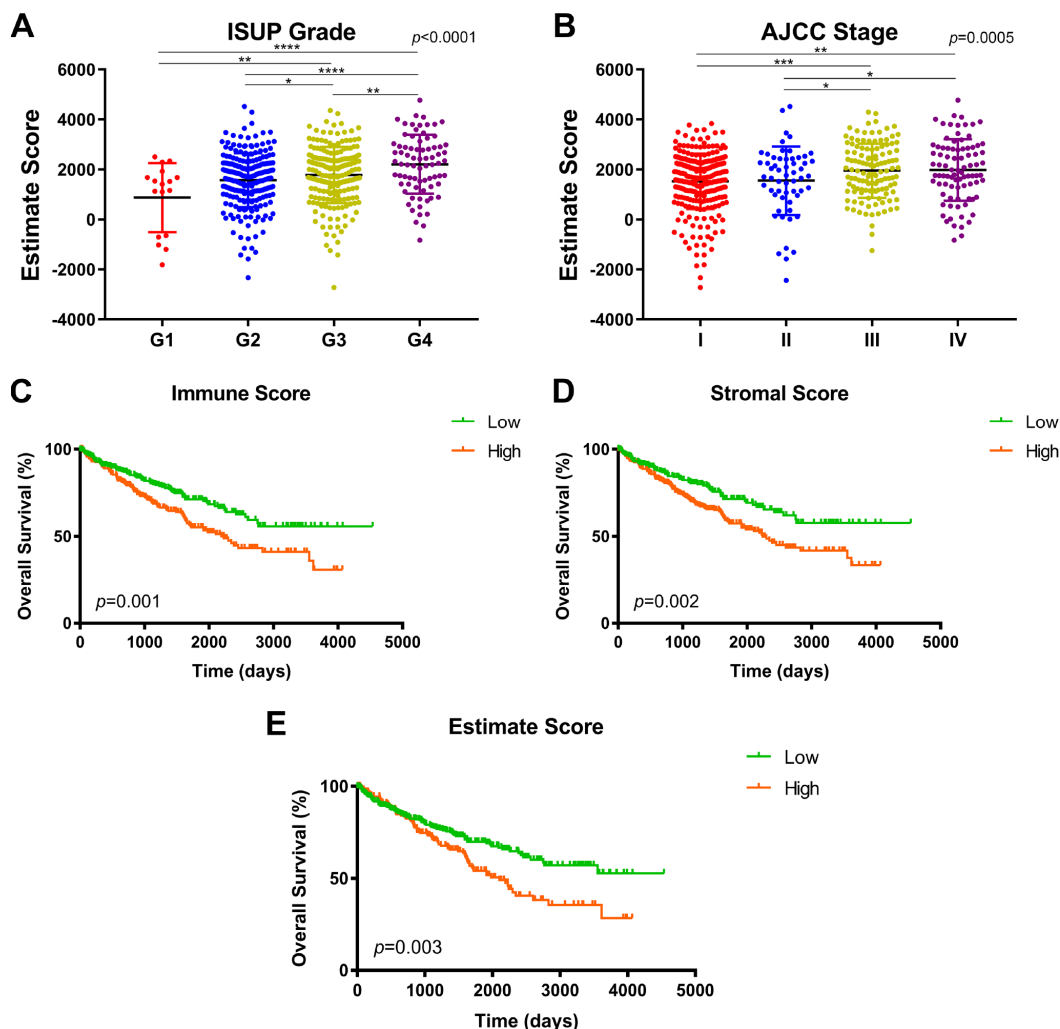 A
ISUP Grade
p<0.0001
****
**
****
*
**
Estimate Score
6000
4000
2000
0
-2000
-4000
G1
G2
G3
G4
B
AJCC Stage
p=0.0005
**
***
*
*
Estimate Score
6000
4000
2000
0
-2000
-4000
I
II
III
IV
C
Immune Score
Low
High
Overall Survival (%)
100
50
0
p=0.001
0
1000
2000
3000
4000
5000
Time (days)
D
Stromal Score
Low
High
Overall Survival (%)
100
50
0
p=0.002
0
1000
2000
3000
4000
5000
Time (days)
E
Estimate Score
Low
High
Overall Survival (%)
100
50
0
p=0.003
0
1000
2000
3000
4000
5000
Time (days)